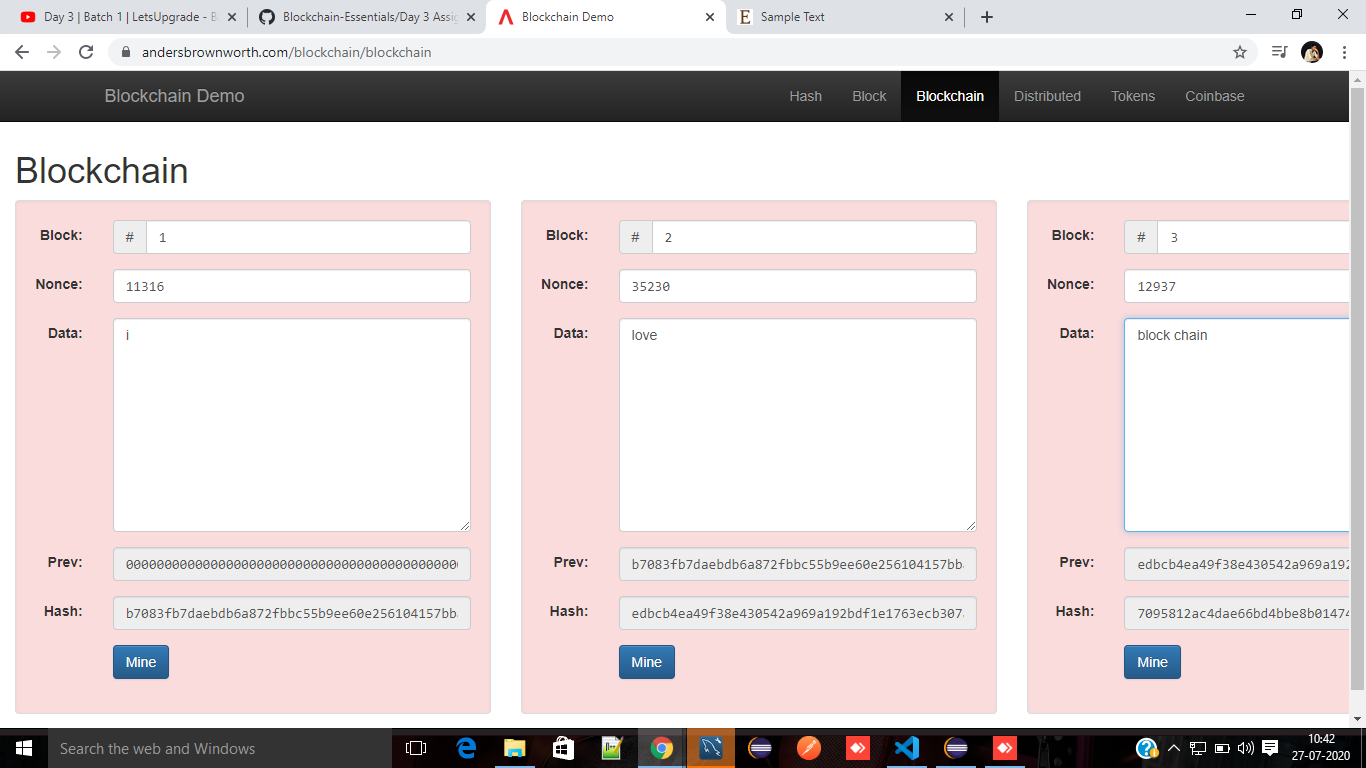 Day 3 | Batch 1 | LetsUpgrade - B
Blockchain-Essentials/Day 3 Assig
Blockchain Demo
Sample Text
andersbrownworth.com/blockchain/blockchain
Blockchain Demo
Hash
Block
Blockchain
Distributed
Tokens
Coinbase
Blockchain
Block: # 1
Nonce: 11316
Data: i
Prev: 000000000000000000000000000000000000000000
Hash: b7083fb7daebdb6a872fbbc55b9ee60e256104157bb
Mine
Block: # 2
Nonce: 35230
Data: love
Prev: b7083fb7daebdb6a872fbbc55b9ee60e256104157bb
Hash: edbcb4ea49f38e430542a969a192bdf1e1763ecb307
Mine
Block: # 3
Nonce: 12937
Data: block chain
Prev: edbcb4ea49f38e430542a969a192
Hash: 7095812ac4dae66bd4bbe8b01474
Mine
Search the web and Windows
10:42
27-07-2020